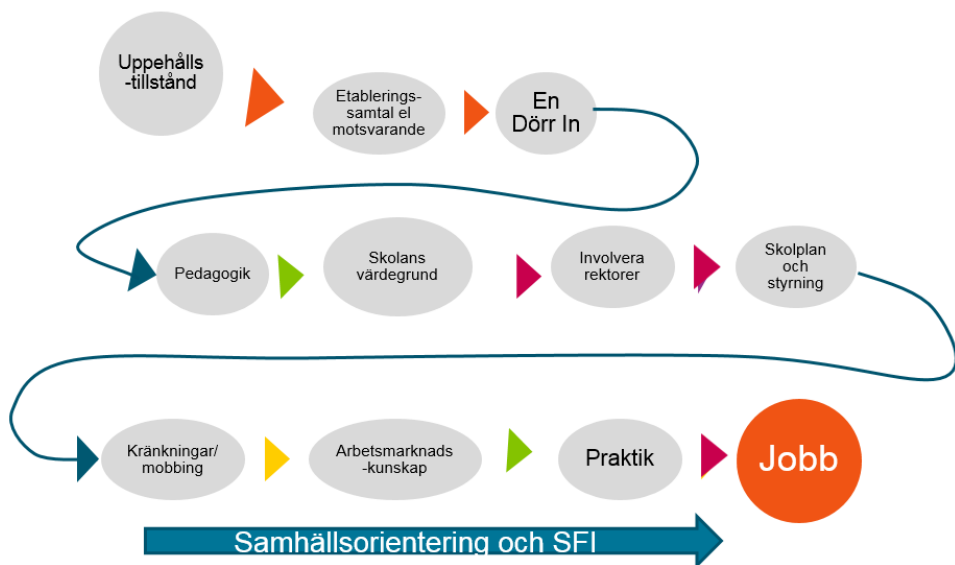 Uppehålls
-tillstånd
Etablerings-
samtal el
motsvarande
En
Dörr In
Pedagogik
Skolans
värdegrund
Involvera
rektorer
Skolplan
och
styrning
Kränkningar/
mobbing
Arbetsmarknads
-kunskap
Praktik
Jobb
Samhällsorientering och SFI